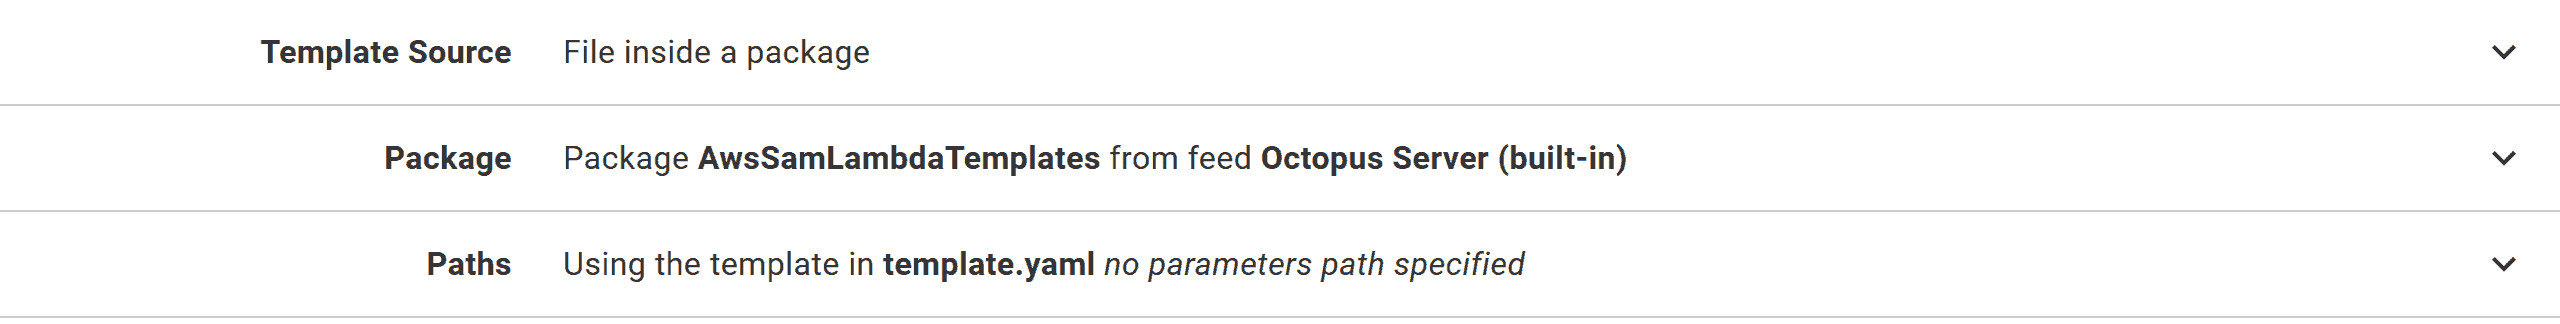 Template Source File inside a package
Package Package AwsSamLambdaTemplates from feed Octopus Server (built-in)
Paths Using the template in template.yaml no parameters path specified